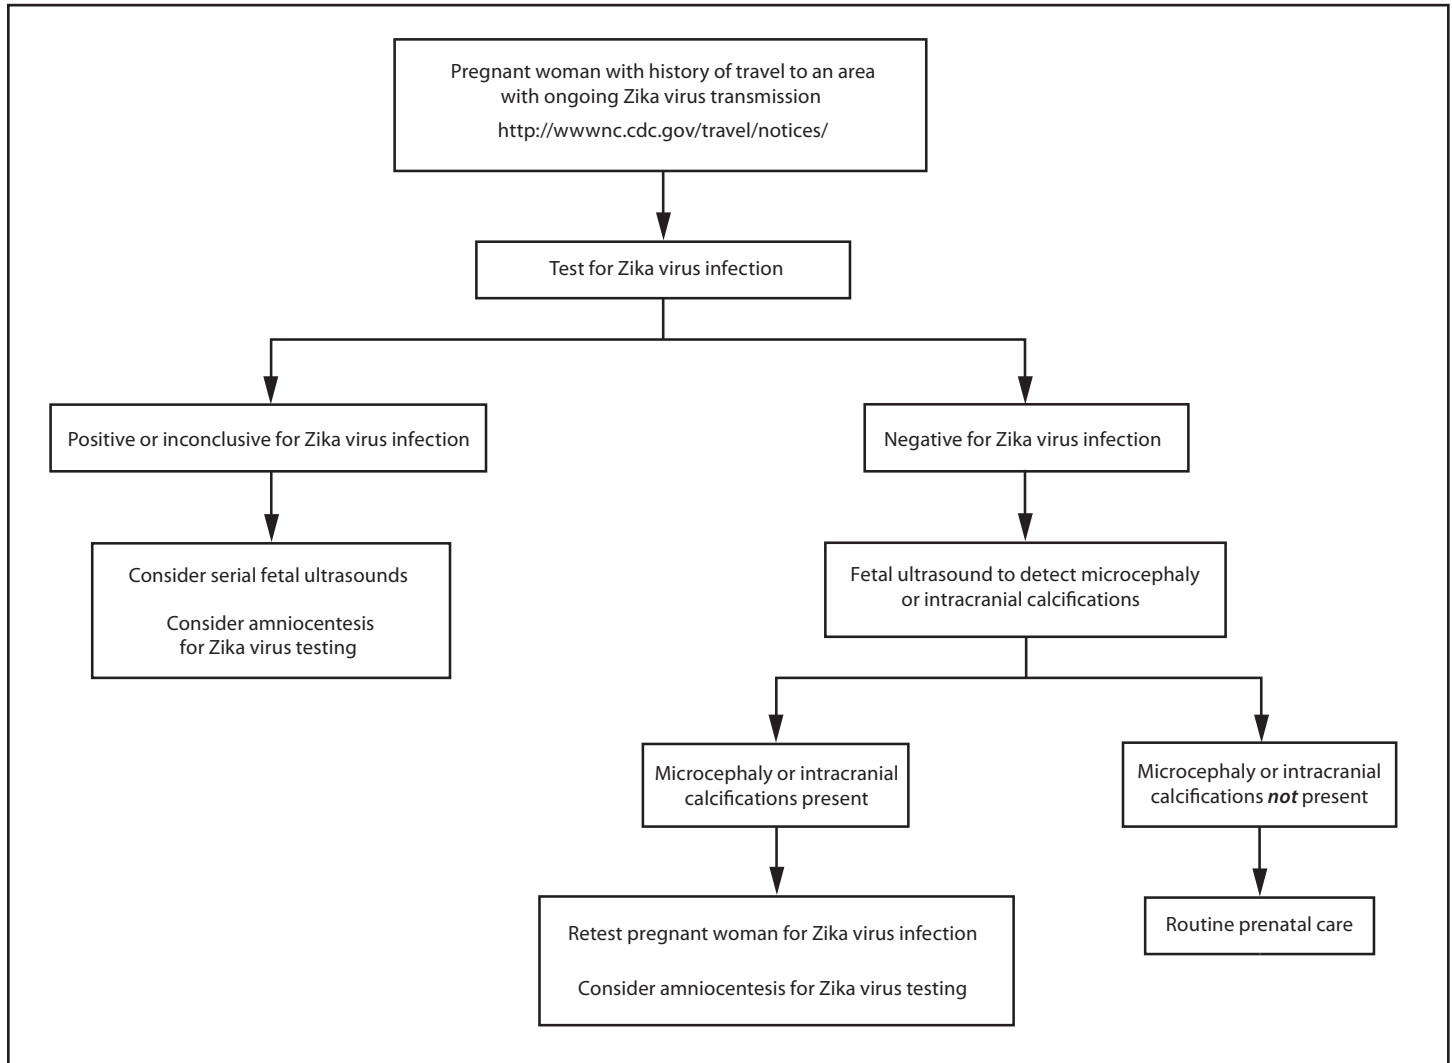 Pregnant woman with history of travel to an area
with ongoing Zika virus transmission
http://wwwnc.cdc.gov/travel/notices/
Test for Zika virus infection
Positive or inconclusive for Zika virus infection
Negative for Zika virus infection
Consider serial fetal ultrasounds
Consider amniocentesis
for Zika virus testing
Fetal ultrasound to detect microcephaly
or intracranial calcifications
Microcephaly or intracranial
calcifications present
Microcephaly or intracranial
calcifications not present
Retest pregnant woman for Zika virus infection
Consider amniocentesis for Zika virus testing
Routine prenatal care